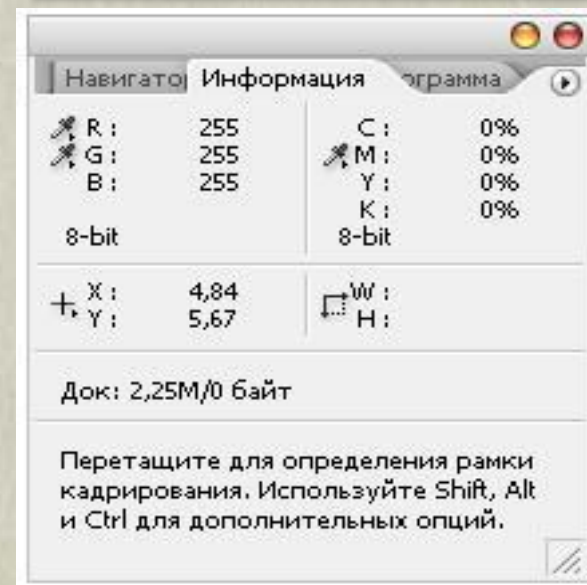 Навигатор Информация ограмма
R : 255 C : 0%
G : 255 M : 0%
B : 255 Y : 0%
K : 0%
8-bit 8-bit
X : 4,84 W :
Y : 5,67 H :
Док: 2,25M/0 байт
Перетащите для определения рамки
кадрирования. Используйте Shift, Alt
и Ctrl для дополнительных опций.